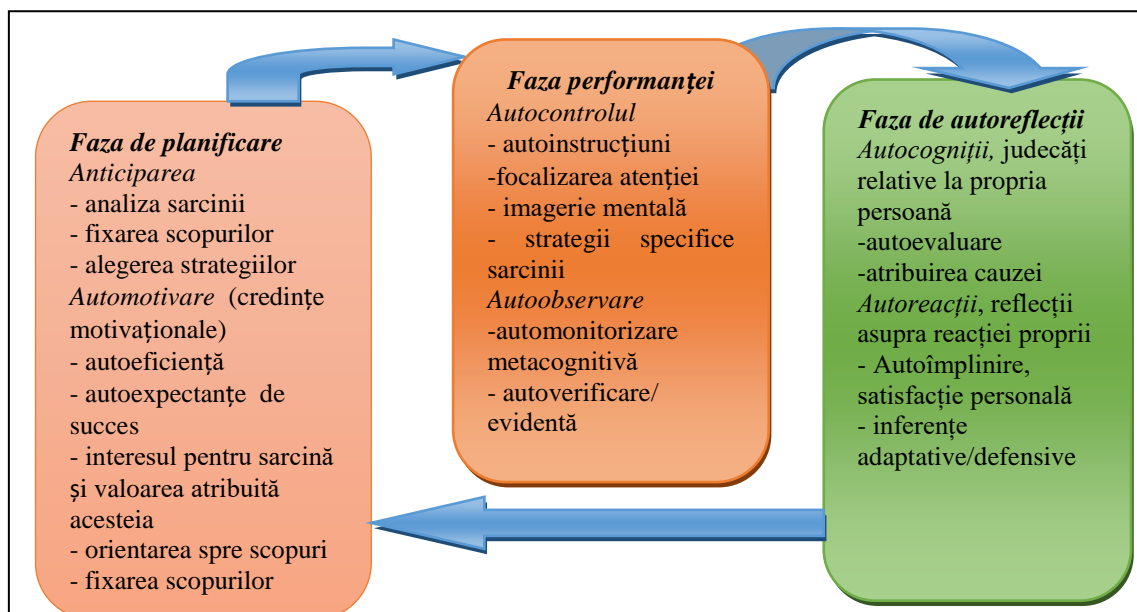 Faza de planificare
Anticiparea
- analiza sarcinii
- fixarea scopurilor
- alegerea strategiilor
Automotivare (credințe
motivaționale)
- autoeficiență
- autoexpectanțe de
succes
- interesul pentru sarcină
și valoarea atribuită
acesteia
- orientarea spre scopuri
- fixarea scopurilor
Faza performanței
Autocontrolul
- autoinstrucțiuni
-focalizarea atenției
- imagerie mentală
- strategii specifice
sarcinii
Autoobservare
-automonitorizare
metacognitivă
- autoverificare/
evidentă
Faza de autoreflecții
Autocogniții, judecăți
relative la propria
persoană
-autoevaluare
-atribuirea cauzei
Autoreacții, reflecții
asupra reacției proprii
- Autoîmplinire,
satisfacție personală
- inferențe
adaptative/defensive